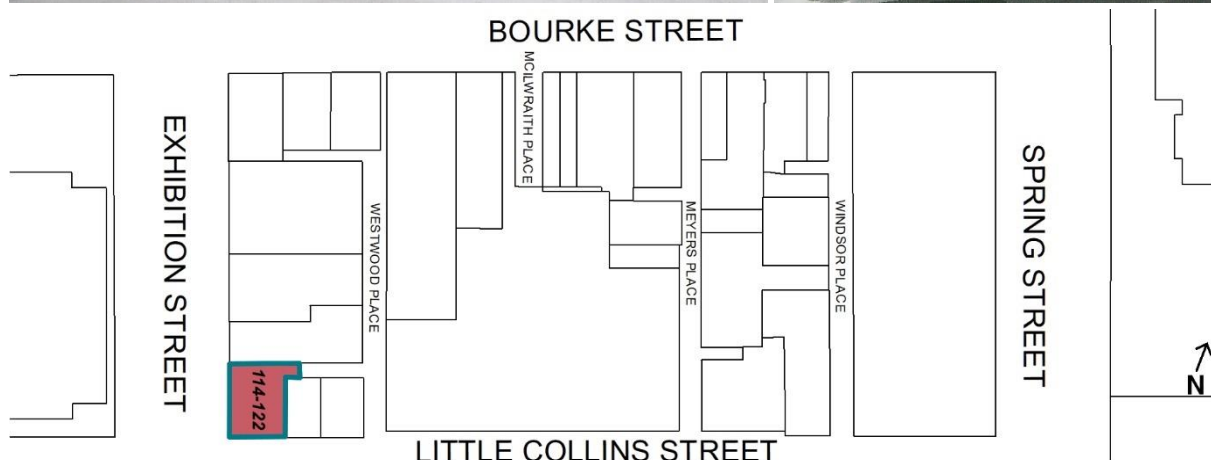 BOURKE STREET
EXHIBITION STREET
WESTWOOD PLACE
MCILWRAITH PLACE
MEYERS PLACE
WINDSOR PLACE
SPRING STREET
114-122
N
LITTLE COLLINS STREET